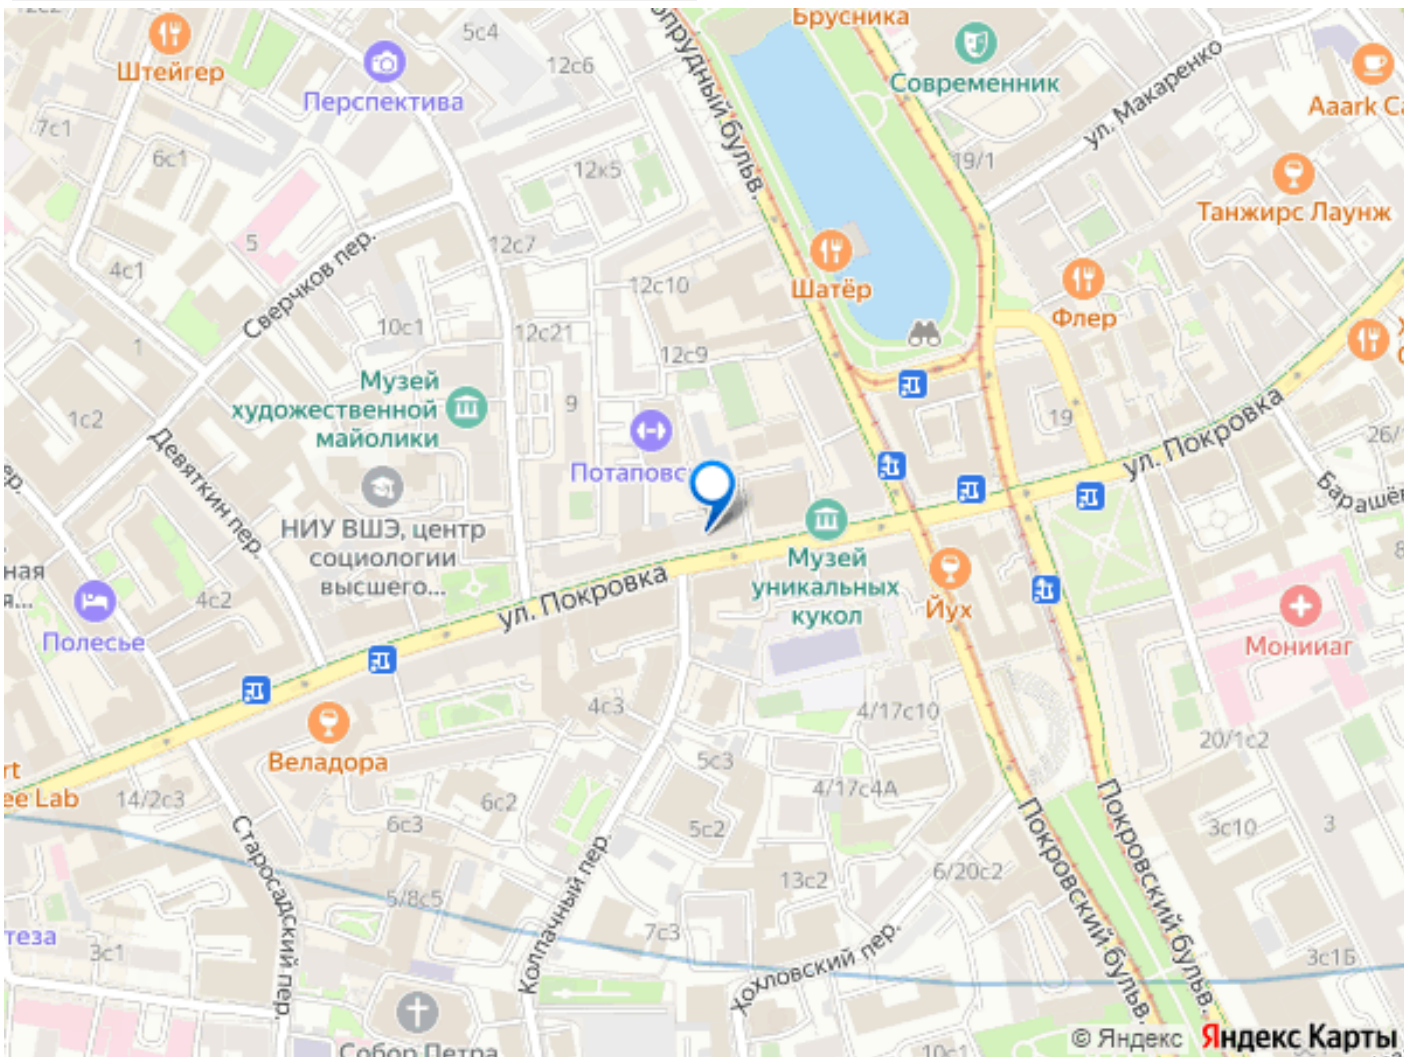 Брусника
Штейгер
5с4
12с6
Перспектива
Современник
ул. Макаренко
Aaark
7с1
6с1
12к5
19/1
Танжирс Лаунж
5
4с1
Сверчков пер.
12с7
12с10
Шатёр
Флер
10с1
12с21
12с9
1
Музей
художественной
майолики
9
1с2
19
ул. Покровка
26/
Девяткин пер.
Барашёв
НИУ ВШЭ, центр
социологии
высшего...
Музей
уникальных
кукол
ул. Покровка
Йух
4с2
Полесье
Мониг
4с3
4/17с10
20/1с2
Веладора
5с3
4/17с4А
ee Lab
14/2с3
6с2
6с3
5с2
3с10
3
Старосадский пер
Колпачный пер.
13с2
6/20с2
Покровский бульв.
Покровский бульв.
5/8с5
7с3
3с1
Хохловский пер.
3с1Б
Собор Петра
10с1
© Яндекс Яндекс Карты